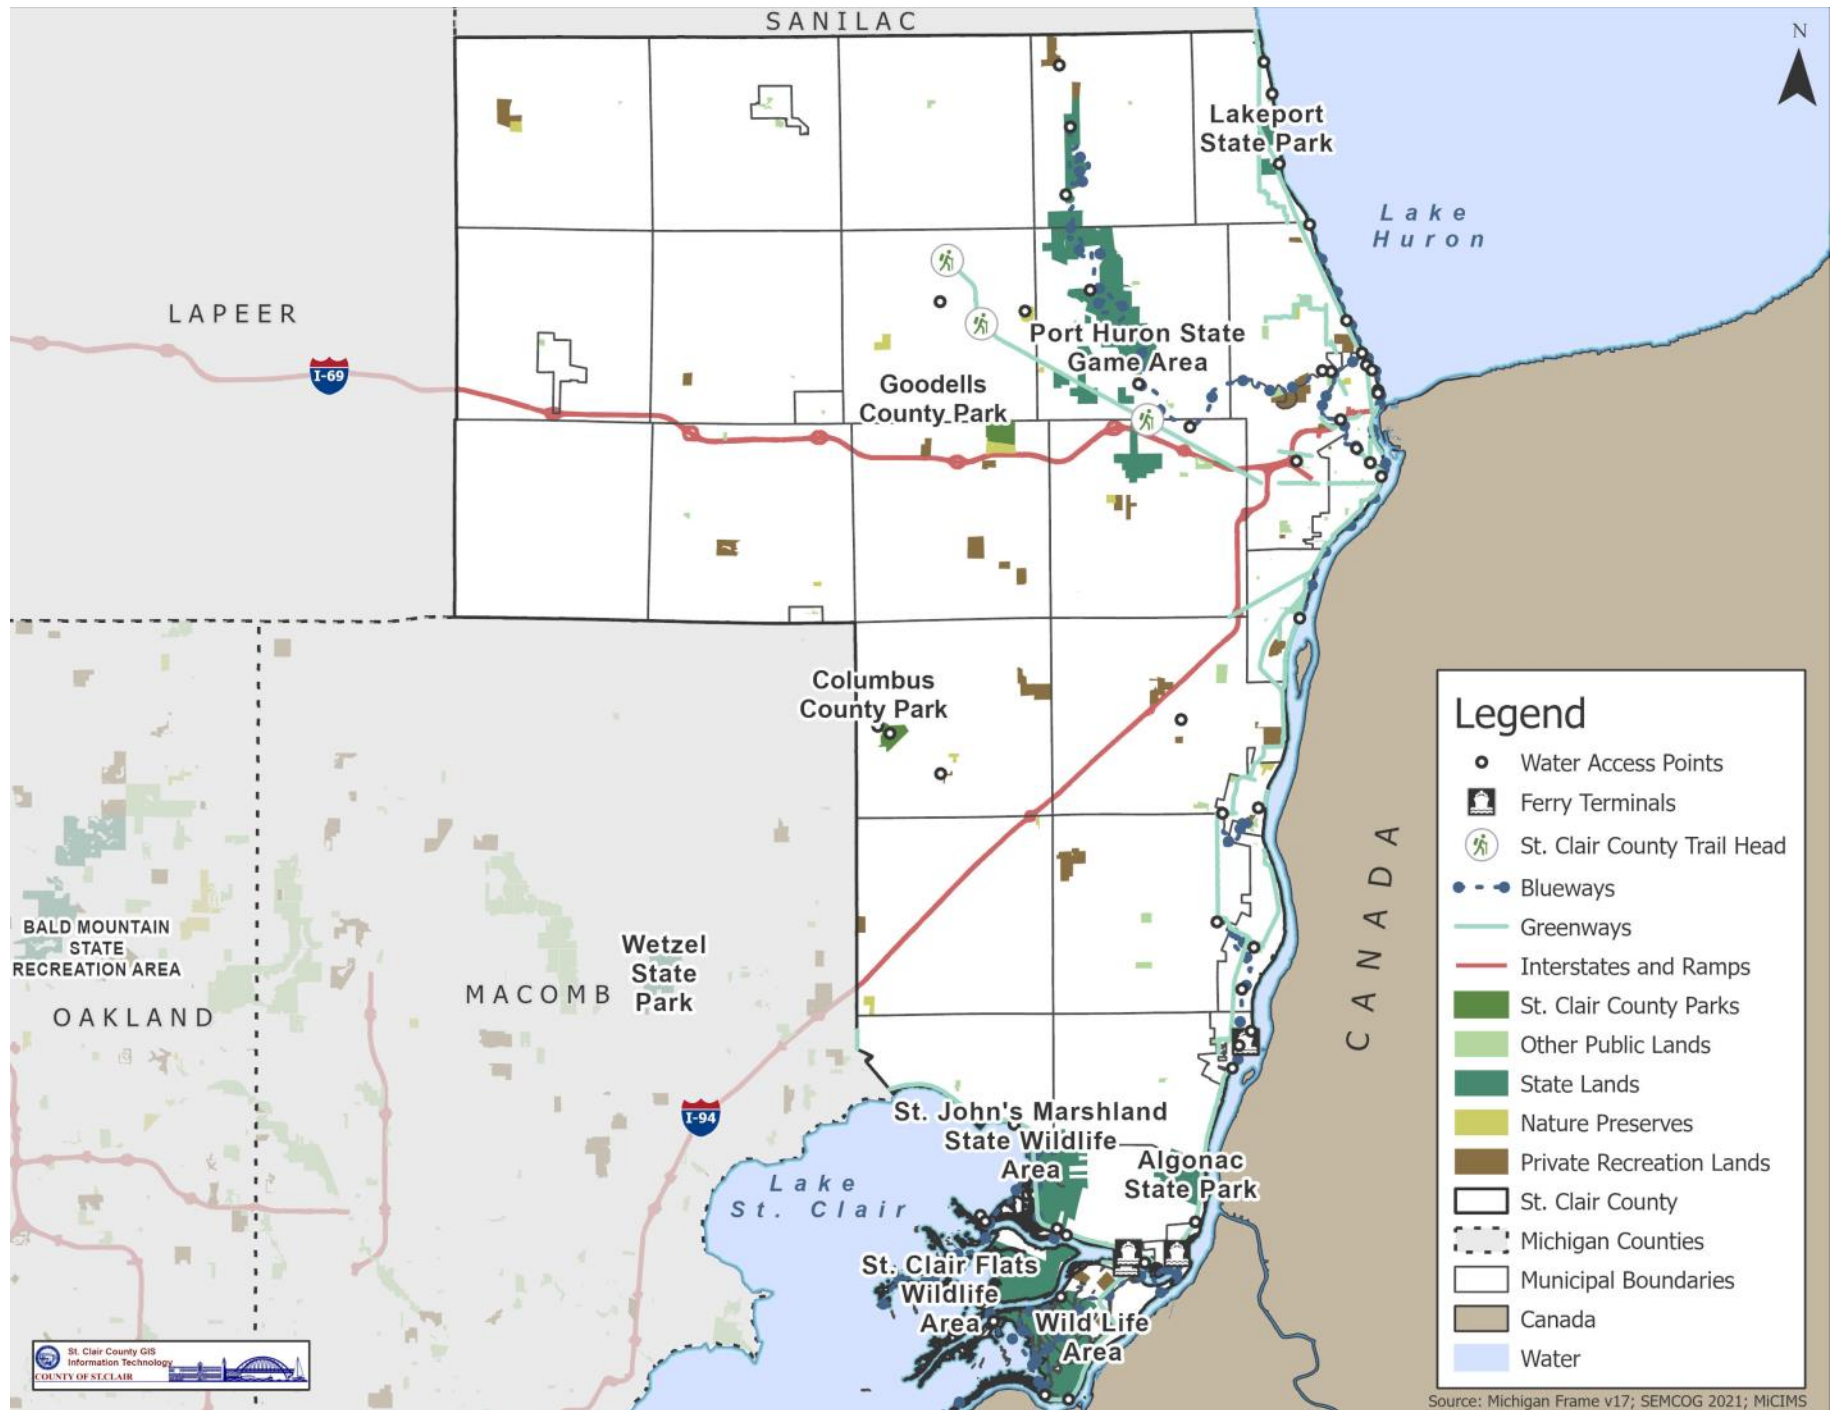 SANILAC
N
Lakeport
State Park
Lake
Huron
LAPEER
I-69
Port Huron State
Game Area
Goodells
County Park
Columbus
County Park
BALD MOUNTAIN
STATE
RECREATION AREA
OAKLAND
MACOMB
Wetzel
State
Park
I-94
CANADA
St. John's Marshland
State Wildlife
Area
Algonac
State Park
Lake
St. Clair
St. Clair Flats
Wildlife
Area
Wild Life
Area
Legend
Water Access Points
Ferry Terminals
St. Clair County Trail Head
Blueways
Greenways
Interstates and Ramps
St. Clair County Parks
Other Public Lands
State Lands
Nature Preserves
Private Recreation Lands
St. Clair County
Michigan Counties
Municipal Boundaries
Canada
Water
St. Clair County GIS
Information Technology
COUNTY OF ST.CLAIR
Source: Michigan Frame v17; SEMCOG 2021; MiCIMS